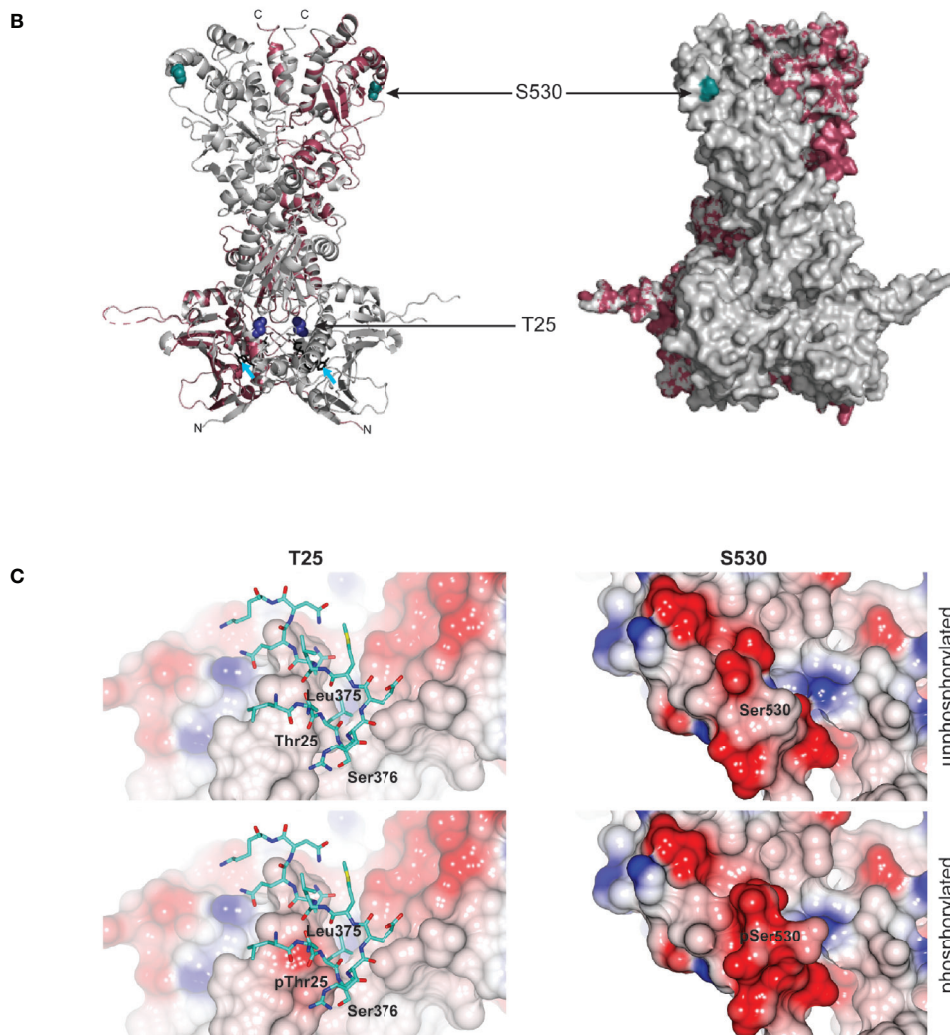 B
C C
S530
T25
N N
C
T25 S530
Leu375
Thr25
Ser376
Ser530
unphosphorylated
Leu375
pThr25
Ser376
pSer530
phosphorylated